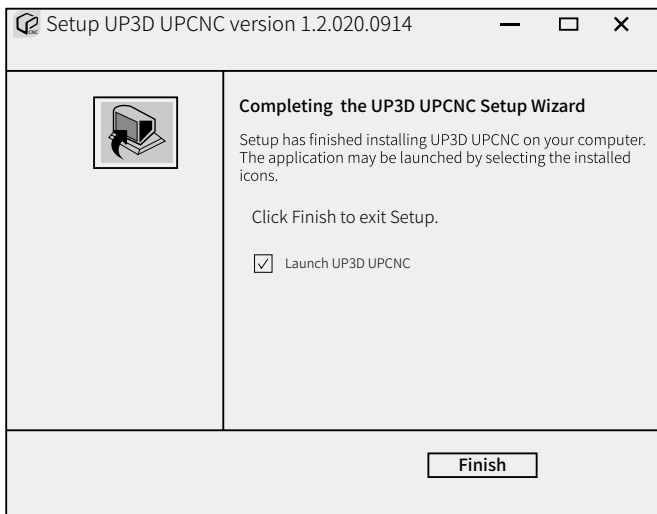 Setup UP3D UPCNC version 1.2.020.0914
Completing the UP3D UPCNC Setup Wizard
Setup has finished installing UP3D UPCNC on your computer.
The application may be launched by selecting the installed
icons.
Click Finish to exit Setup.
Launch UP3D UPCNC
Finish